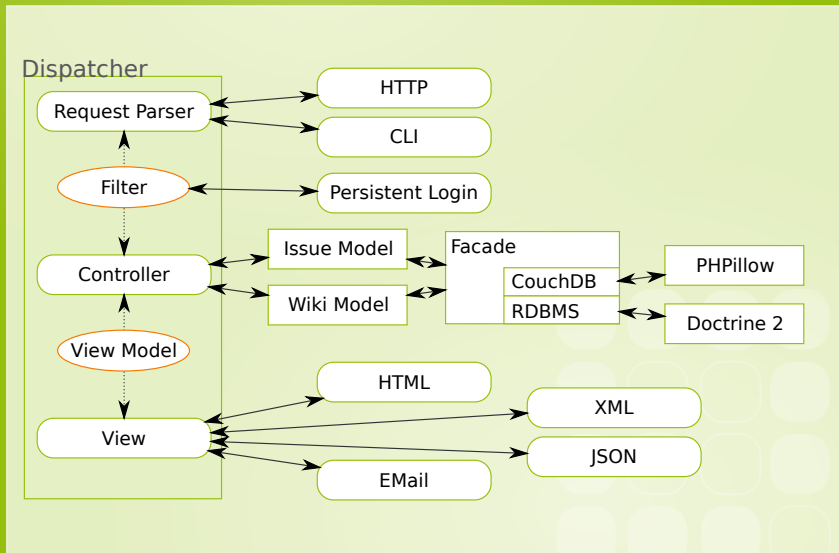 Dispatcher
Request Parser
HTTP
CLI
Filter
Persistent Login
Controller
Issue Model
Wiki Model
Facade
CouchDB
RDBMS
PHPillow
Doctrine 2
View Model
View
HTML
XML
JSON
EMail